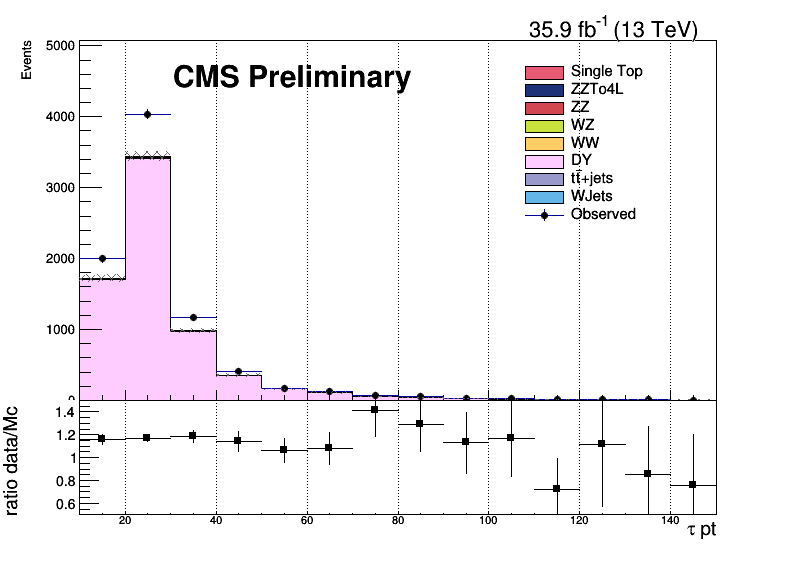 35.9 fb⁻¹ (13 TeV)
Events
5000
CMS Preliminary
Single Top
ZZTo4L
ZZ
WZ
WW
DY
tt̄+jets
WJets
Observed
4000
3000
2000
1000
0
ratio data/Mc
1.4
1.2
1
0.8
0.6
20 40 60 80 100 120 140
τ pt